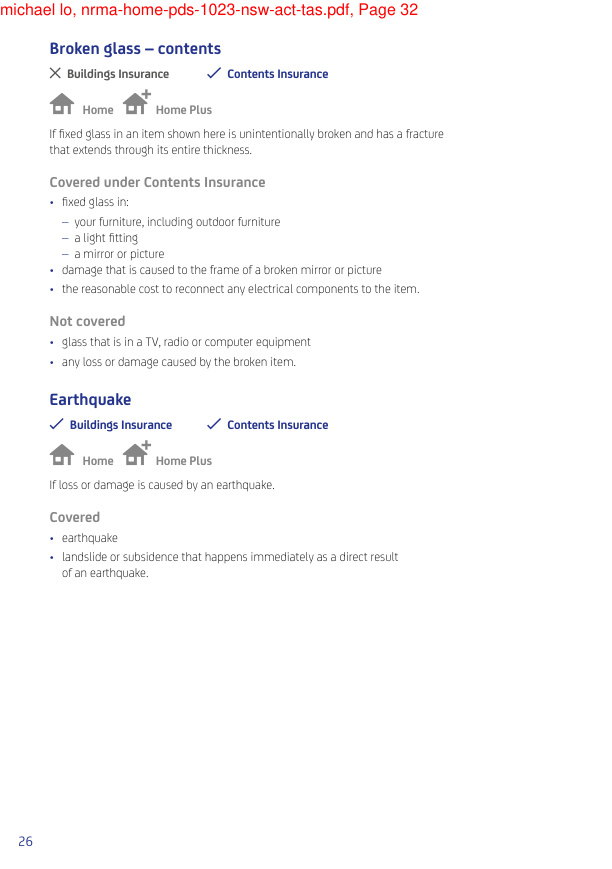 michael lo, nrma-home-pds-1023-nsw-act-tas.pdf, Page 32
Broken glass – contents
Buildings Insurance
Contents Insurance
Home
Home Plus
If fixed glass in an item shown here is unintentionally broken and has a fracture
that extends through its entire thickness.
Covered under Contents Insurance
• fixed glass in:
– your furniture, including outdoor furniture
– a light fitting
– a mirror or picture
• damage that is caused to the frame of a broken mirror or picture
• the reasonable cost to reconnect any electrical components to the item.
Not covered
• glass that is in a TV, radio or computer equipment
• any loss or damage caused by the broken item.
Earthquake
Buildings Insurance
Contents Insurance
Home
Home Plus
If loss or damage is caused by an earthquake.
Covered
• earthquake
• landslide or subsidence that happens immediately as a direct result
of an earthquake.
26